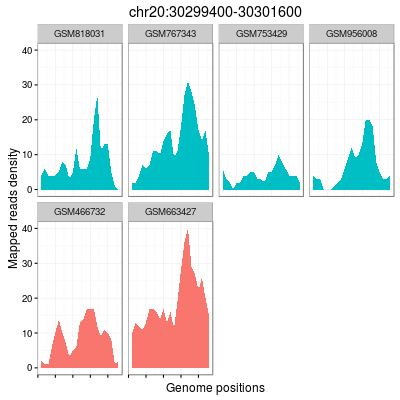 chr20:30299400-30301600
GSM818031 GSM767343 GSM753429 GSM956008
40
30
20
10
0
GSM466732 GSM663427
40
30
20
10
0
Mapped reads density
Genome positions